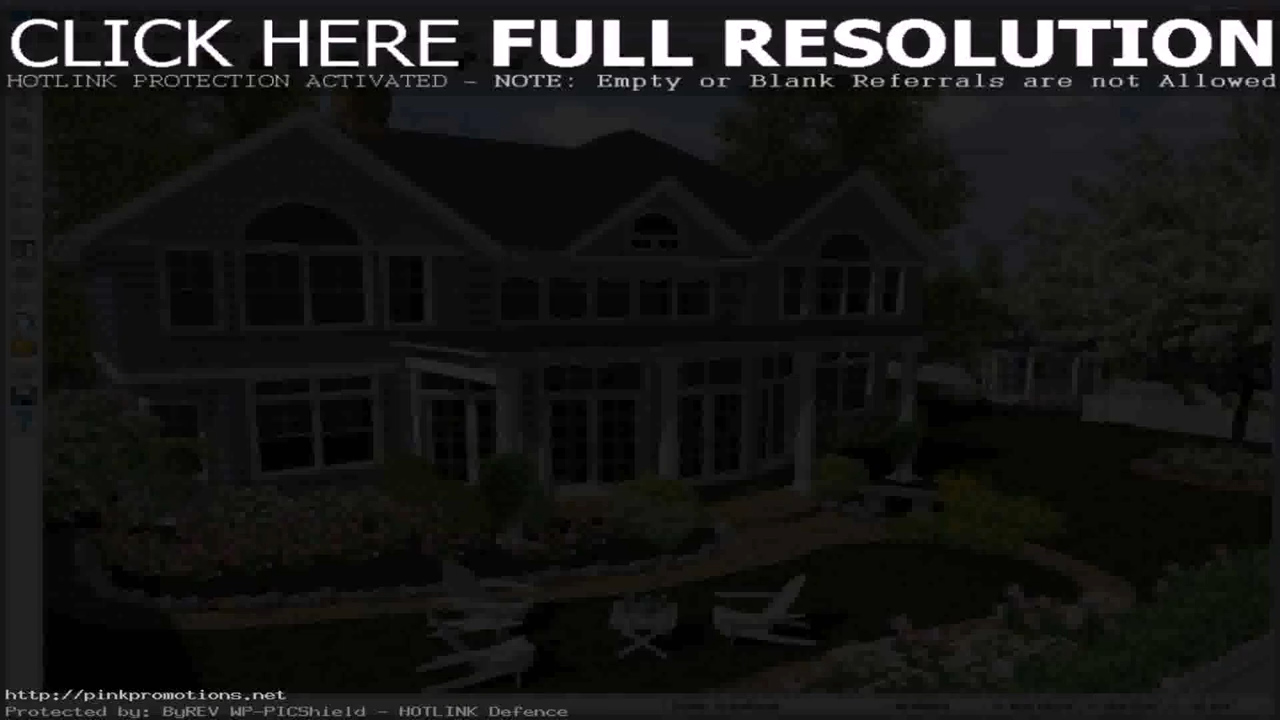 CLICK HERE FULL RESOLUTION
HOTLINK PROTECTION ACTIVATED - NOTE: Empty or Blank Referrals are not Allowed
http://pinkpromotions.net
Protected by: ByREV WP-PICShield - HOTLINK Defence